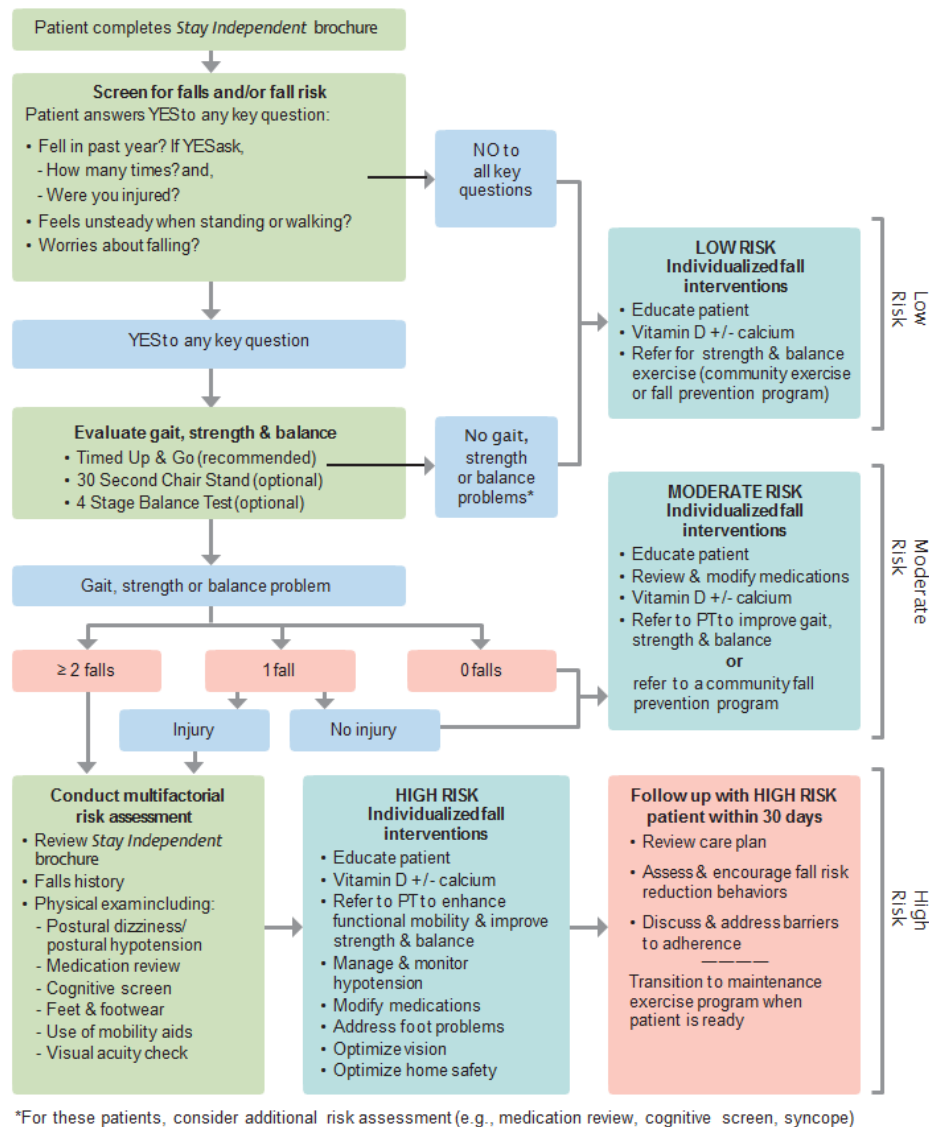 Patient completes Stay Independent brochure
Screen for falls and/or fall risk
Patient answers YES to any key question:
• Fell in past year? If YES ask,
- How many times? and,
- Were you injured?
• Feels unsteady when standing or walking?
• Worries about falling?
NO to
all key
questions
LOW RISK
Individualized fall
interventions
• Educate patient
• Vitamin D +/- calcium
• Refer for strength & balance
exercise (community exercise
or fall prevention program)
Low
Risk
YES to any key question
Evaluate gait, strength & balance
• Timed Up & Go (recommended)
• 30 Second Chair Stand (optional)
• 4 Stage Balance Test (optional)
No gait,
strength
or balance
problems*
MODERATE RISK
Individualized fall
interventions
• Educate patient
• Review & modify medications
• Vitamin D +/- calcium
• Refer to PT to improve gait,
strength & balance
or
refer to a community fall
prevention program
Moderate
Risk
Gait, strength or balance problem
≥ 2 falls
1 fall
0 falls
Injury
No injury
Conduct multifactorial
risk assessment
• Review Stay Independent
brochure
• Falls history
• Physical exam including:
- Postural dizziness/
postural hypotension
- Medication review
- Cognitive screen
- Feet & footwear
- Use of mobility aids
- Visual acuity check
HIGH RISK
Individualized fall
interventions
• Educate patient
• Vitamin D +/- calcium
• Refer to PT to enhance
functional mobility & improve
strength & balance
• Manage & monitor
hypotension
• Modify medications
• Address foot problems
• Optimize vision
• Optimize home safety
Follow up with HIGH RISK
patient within 30 days
• Review care plan
• Assess & encourage fall risk
reduction behaviors
• Discuss & address barriers
to adherence
Transition to maintenance
exercise program when
patient is ready
High
Risk
*For these patients, consider additional risk assessment (e.g., medication review, cognitive screen, syncope)